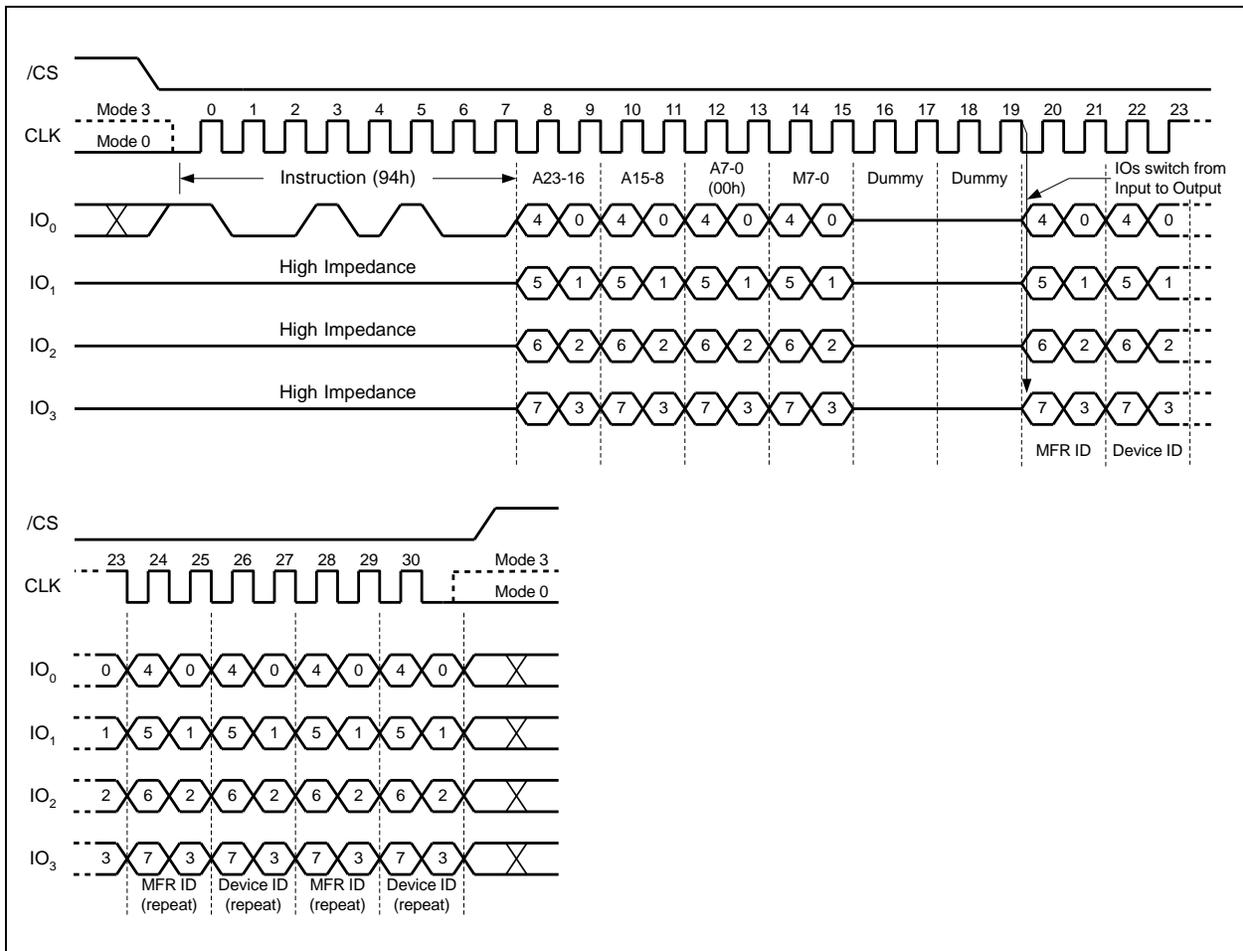 /CS
Mode 3 0 1 2 3 4 5 6 7 8 9 10 11 12 13 14 15 16 17 18 19 20 21 22 23
CLK Mode 0
Instruction (94h) A23-16 A15-8 A7-0 (00h) M7-0 Dummy Dummy IOs switch from Input to Output
IO0 4 0 4 0 4 0 4 0 4 0 4 0
High Impedance
IO1 5 1 5 1 5 1 5 1 5 1 5 1
High Impedance
IO2 6 2 6 2 6 2 6 2 6 2 6 2
High Impedance
IO3 7 3 7 3 7 3 7 3 7 3 7 3
MFR ID Device ID
/CS
23 24 25 26 27 28 29 30 Mode 3
CLK Mode 0
IO0 0 4 0 4 0 4 0 4 0
IO1 1 5 1 5 1 5 1 5 1
IO2 2 6 2 6 2 6 2 6 2
IO3 3 7 3 7 3 7 3 7 3
MFR ID Device ID MFR ID Device ID
(repeat) (repeat) (repeat) (repeat)